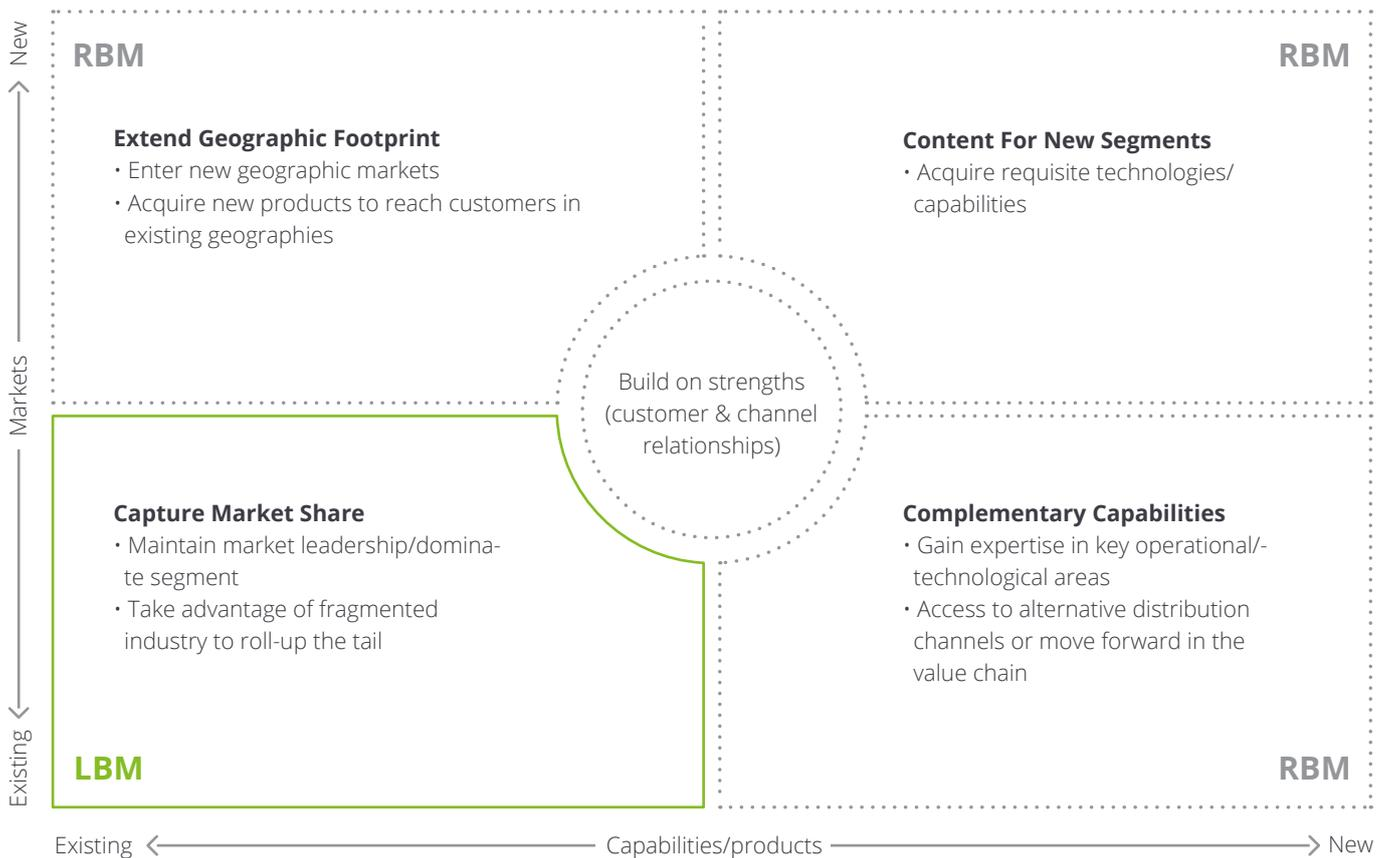 New
RBM
RBM
Extend Geographic Footprint
• Enter new geographic markets
• Acquire new products to reach customers in
existing geographies
Content For New Segments
• Acquire requisite technologies/
capabilities
Markets
Build on strengths
(customer & channel
relationships)
Capture Market Share
• Maintain market leadership/domina-
te segment
• Take advantage of fragmented
industry to roll-up the tail
Complementary Capabilities
• Gain expertise in key operational/-
technological areas
• Access to alternative distribution
channels or move forward in the
value chain
LBM
RBM
Existing
Existing
Capabilities/products
New